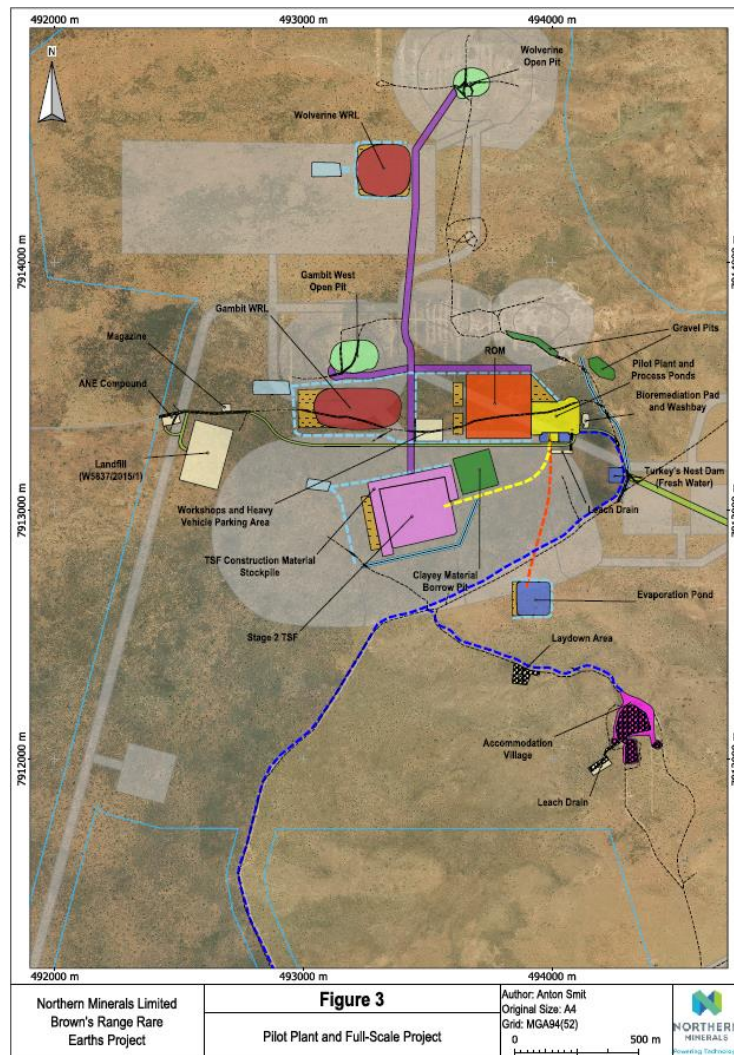 492000 m
493000 m
494000 m
N
Wolverine
Open Pit
Wolverine WRL
7914000 m
7914000 m
Gambit West
Open Pit
Gambit WRL
Magazine
ANE Compound
ROM
Gravel Pits
Pilot Plant and
Process Ponds
Bioremediation Pad
and Washbay
Landfill
(W5837/2015/1)
Turkey's Nest Dam
(Fresh Water)
Workshops and Heavy
Vehicle Parking Area
Leach Drain
7913000 m
7913000 m
TSF Construction Material
Stockpile
Clayey Material
Borrow Pit
Evaporation Pond
Stage 2 TSF
Laydown Area
Accommodation
Village
7912000 m
7912000 m
Leach Drain
492000 m
493000 m
494000 m
Northern Minerals Limited
Brown's Range Rare
Earths Project
Figure 3
Pilot Plant and Full-Scale Project
Author: Anton Smit
Original Size: A4
Grid: MGA94(52)
0
500 m
NORTHERN
MINERALS
Powering Technology